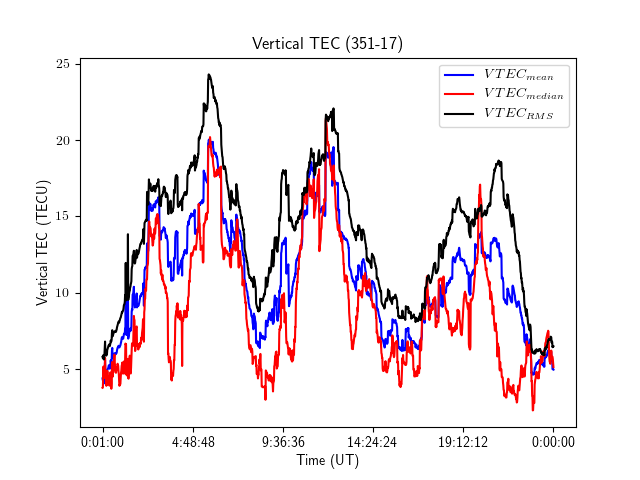 Vertical TEC (351-17)
25
20
15
10
5
Vertical TEC (TECU)
VTEC_mean
VTEC_median
VTEC_RMS
0:01:00 4:48:48 9:36:36 14:24:24 19:12:12 0:00:00
Time (UT)